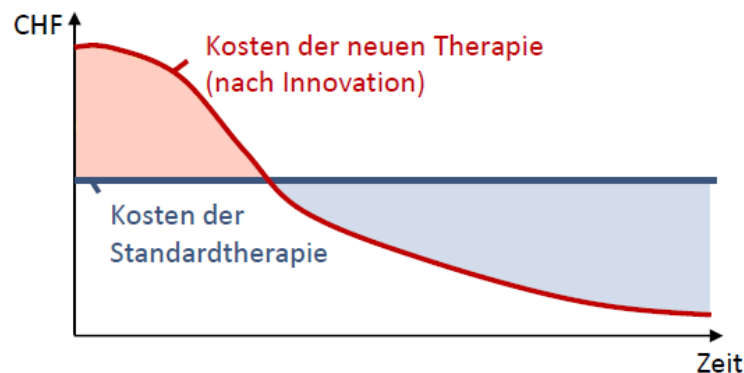 CHF
Kosten der neuen Therapie
(nach Innovation)
Kosten der
Standardtherapie
Zeit